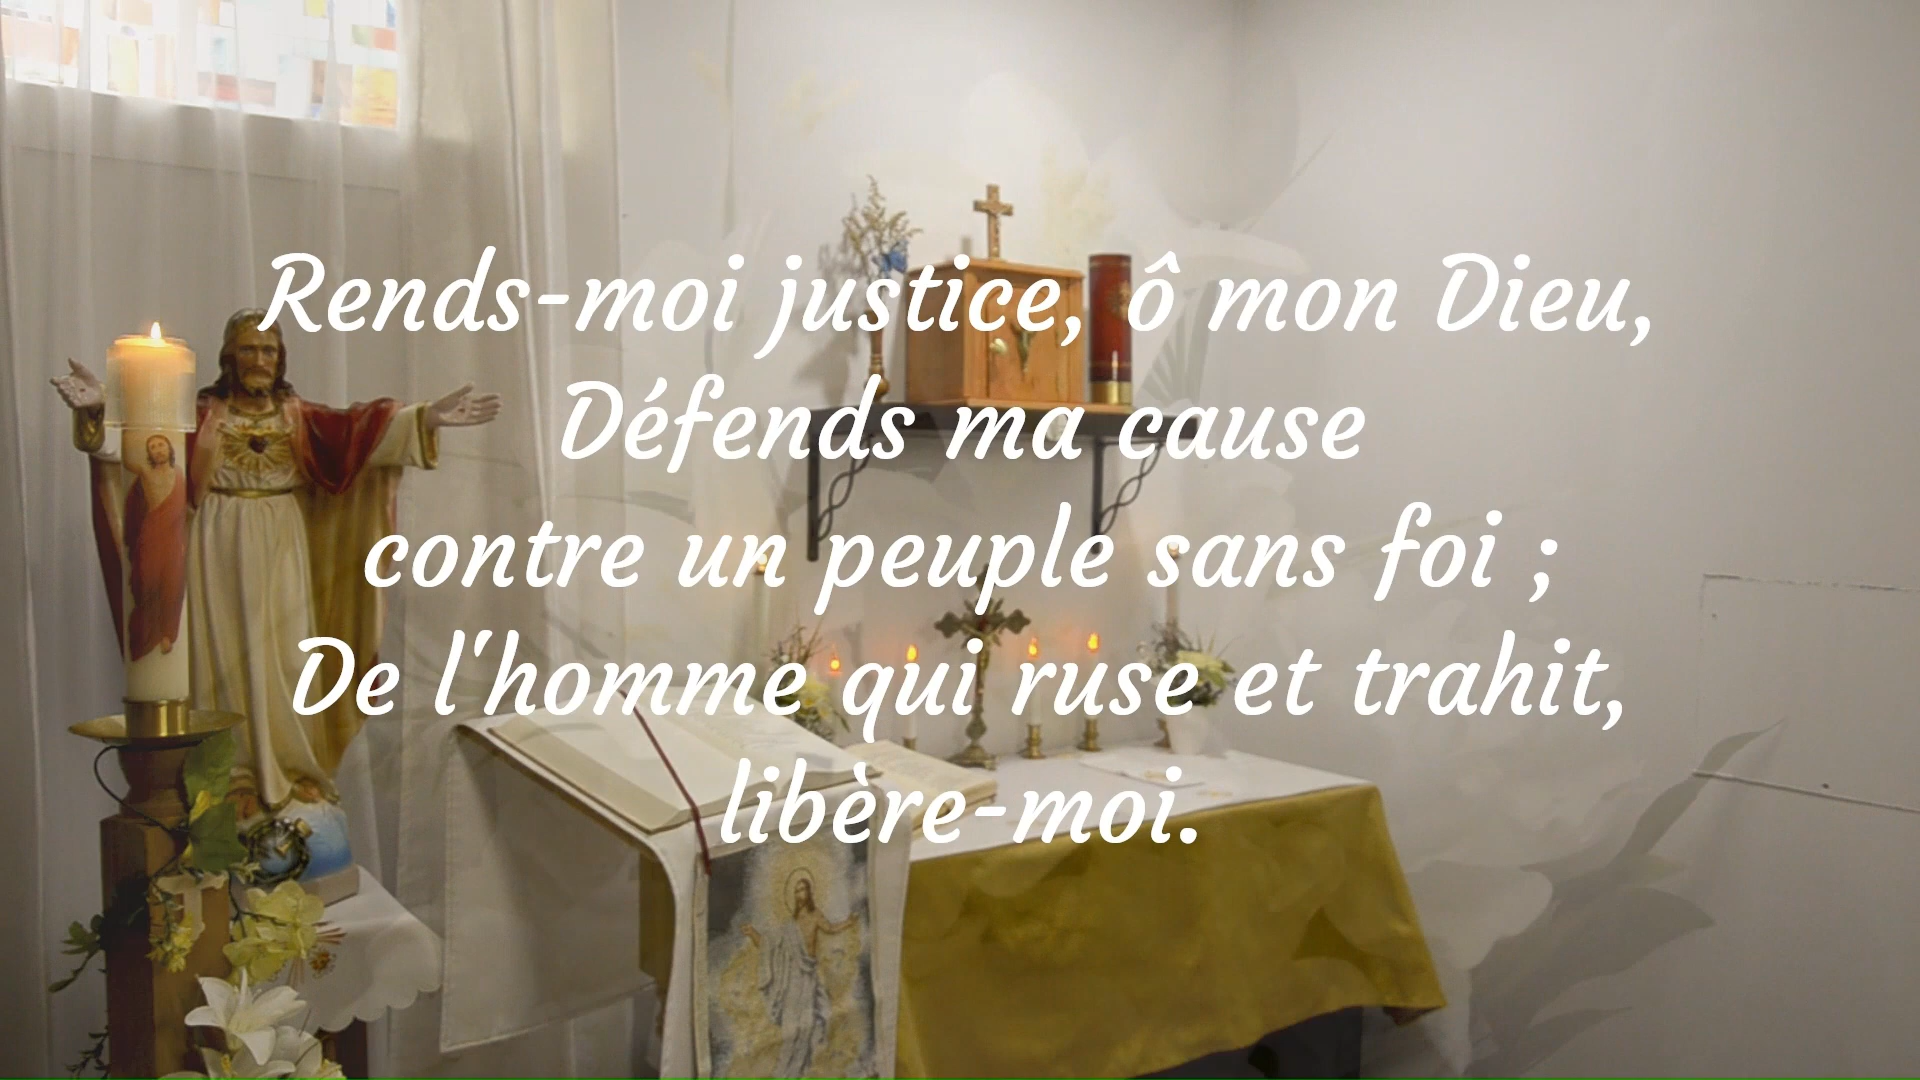 Rends-moi justice, ô mon Dieu,
Défends ma cause
contre un peuple sans foi ;
De l'homme qui ruse et trahit,
libère-moi.